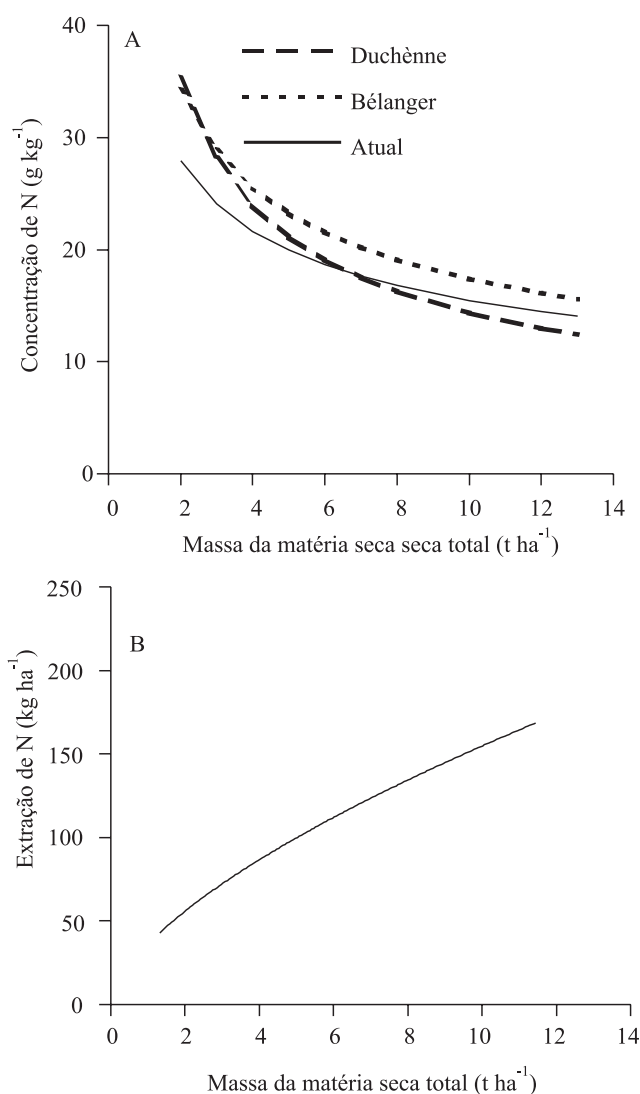 A
Duchènne
Bélanger
Atual
Concentração de N (g kg⁻¹)
40
30
20
10
0
0 2 4 6 8 10 12 14
Massa da matéria seca seca total (t ha⁻¹)
B
Extração de N (kg ha⁻¹)
250
200
150
100
50
0
0 2 4 6 8 10 12 14
Massa da matéria seca total (t ha⁻¹)